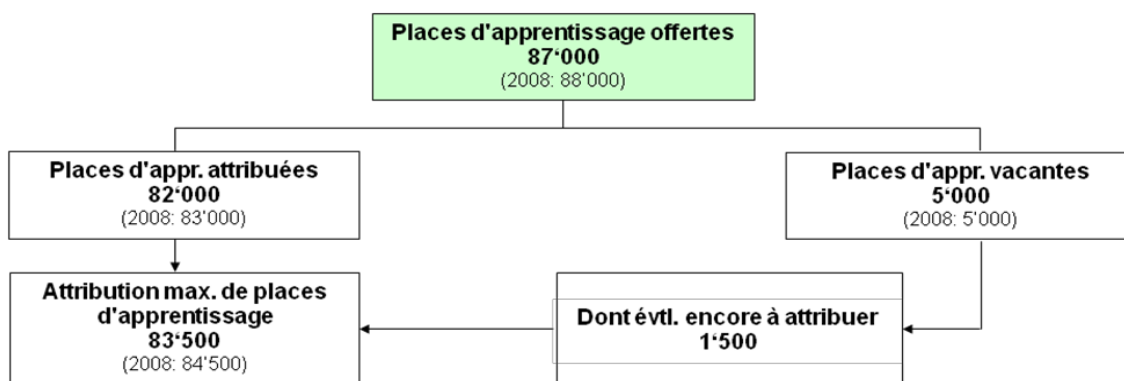 Places d'apprentissage offertes
87‘000
(2008: 88'000)
Places d'appr. attribuées
82‘000
(2008: 83'000)
Places d'appr. vacantes
5‘000
(2008: 5'000)
Attribution max. de places
d'apprentissage
83‘500
(2008: 84'500)
Dont évtl. encore à attribuer
1‘500